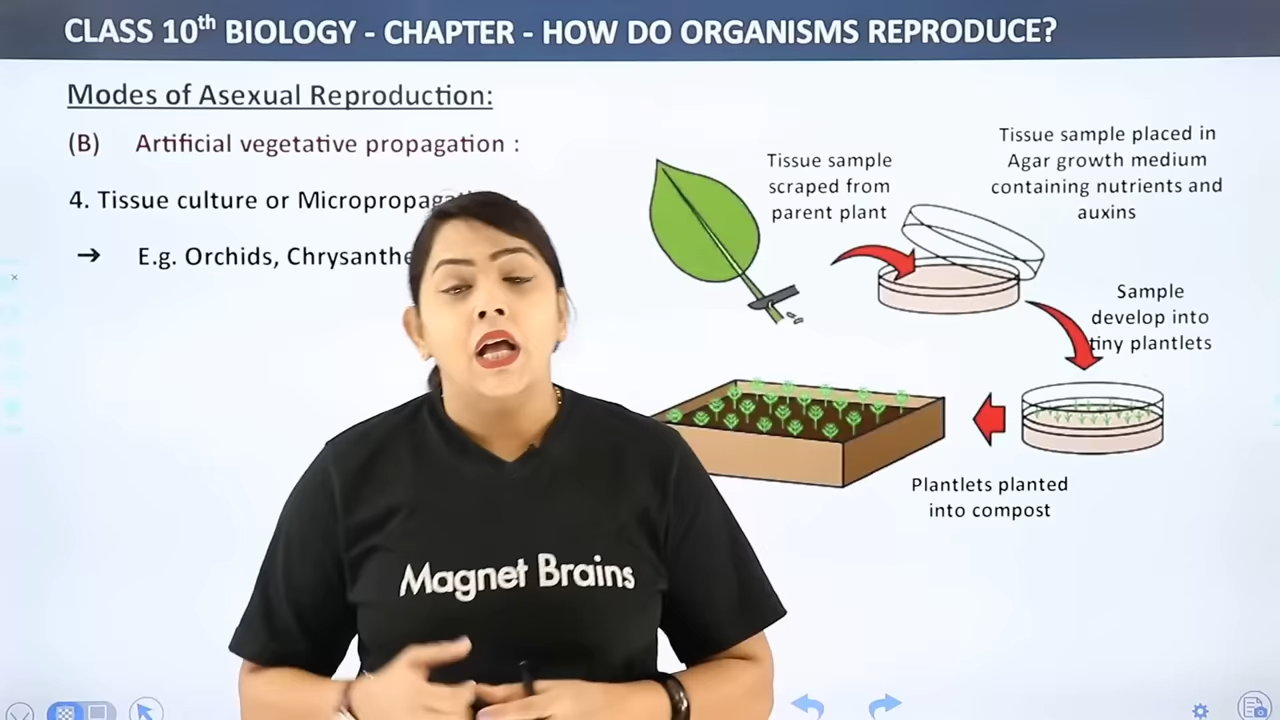 CLASS 10th BIOLOGY - CHAPTER - HOW DO ORGANISMS REPRODUCE?
Modes of Asexual Reproduction:
(B) Artificial vegetative propagation :
4. Tissue culture or
→ E.g. Orchids,
Tissue sample
scraped from
parent plant
Tissue sample placed in
Agar growth medium
containing nutrients and
auxins
Sample
develop into
tiny plantlets
Plantlets planted
into compost
Magnet Brains